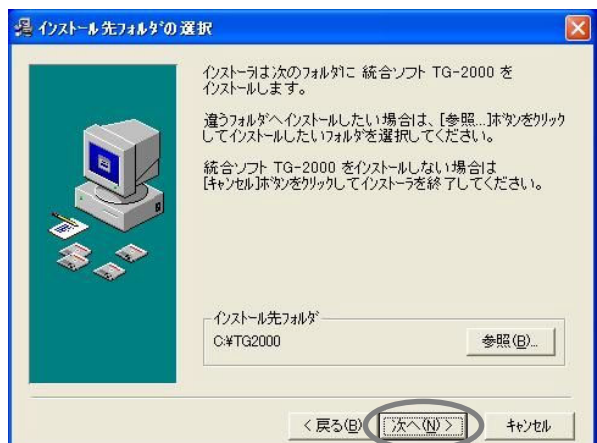 インストール先フォルダの選択
インストーラは次のフォルダに 統合ソフト TG-2000 を
インストールします。
違うフォルダへインストールしたい場合は、[参照...]ボタンをクリック
してインストールしたいフォルダを選択してください。
統合ソフト TG-2000 をインストールしない場合は
[キャンセル]ボタンをクリックしてインストーラを終了してください。
インストール先フォルダ
C:¥TG2000
参照(B)...
< 戻る(B)
次へ(N) >
キャンセル